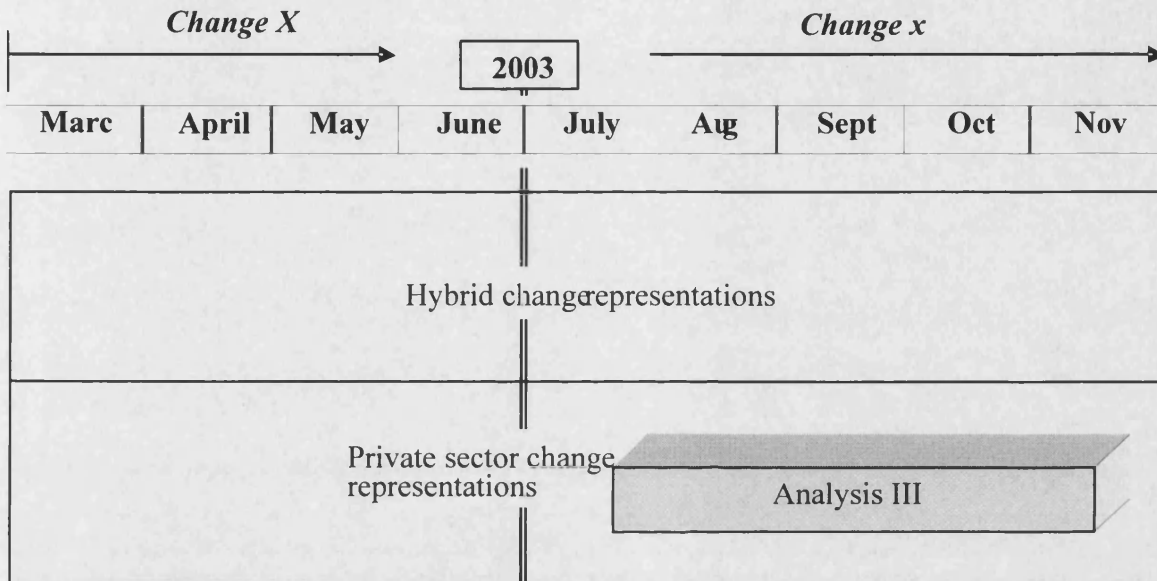 Change X
Change x
2003
Marc April May June July Aug Sept Oct Nov
Hybrid changerepresentations
Private sector change
representations
Analysis III